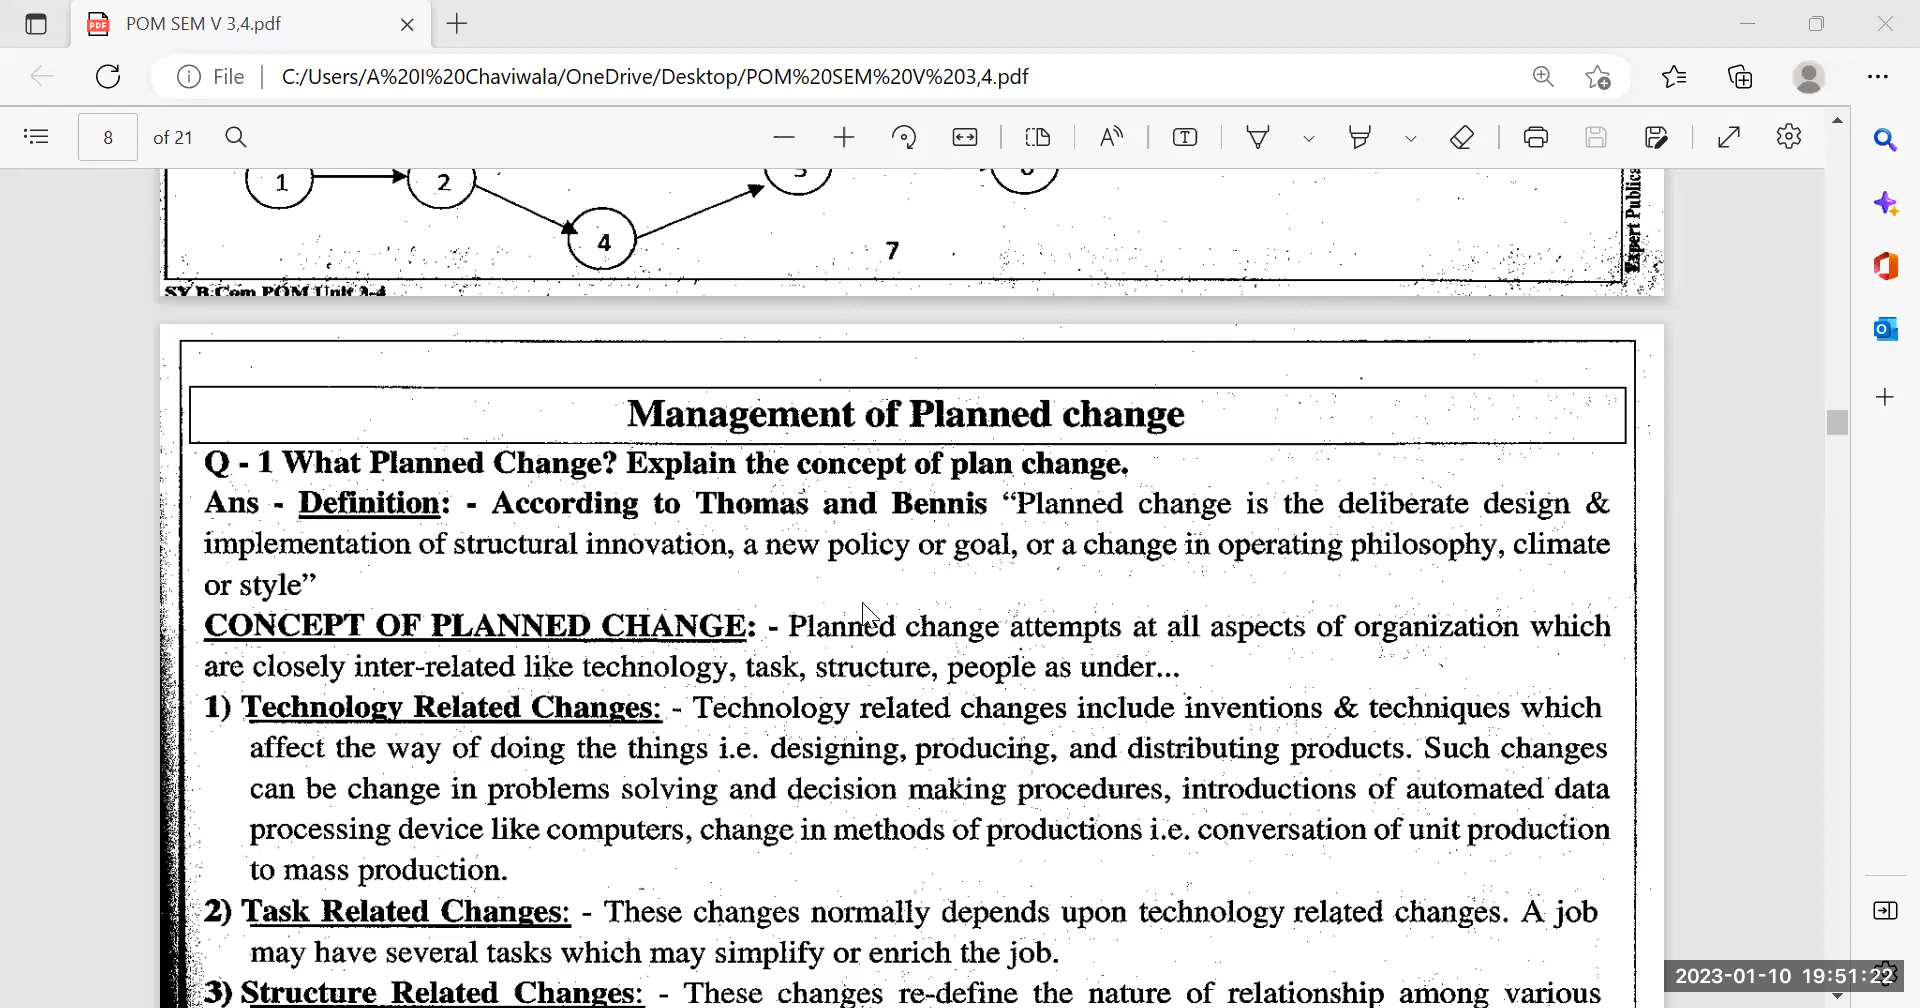 POM SEM V 3,4.pdf
File
C:/Users/A%20I%20Chaviwala/OneDrive/Desktop/POM%20SEM%20V%203,4.pdf
8 of 21
1 2
4
7
Expert Publica
SY B.Com POM Unit 3-4
Management of Planned change
Q - 1 What Planned Change? Explain the concept of plan change.
Ans - Definition: - According to Thomas and Bennis “Planned change is the deliberate design &
implementation of structural innovation, a new policy or goal, or a change in operating philosophy, climate
or style”
CONCEPT OF PLANNED CHANGE: - Planned change attempts at all aspects of organization which
are closely inter-related like technology, task, structure, people as under...
1) Technology Related Changes: - Technology related changes include inventions & techniques which
affect the way of doing the things i.e. designing, producing, and distributing products. Such changes
can be change in problems solving and decision making procedures, introductions of automated data
processing device like computers, change in methods of productions i.e. conversation of unit production
to mass production.
2) Task Related Changes: - These changes normally depends upon technology related changes. A job
may have several tasks which may simplify or enrich the job.
3) Structure Related Changes: - These changes re-define the nature of relationship among various
2023-01-10 19:51:22